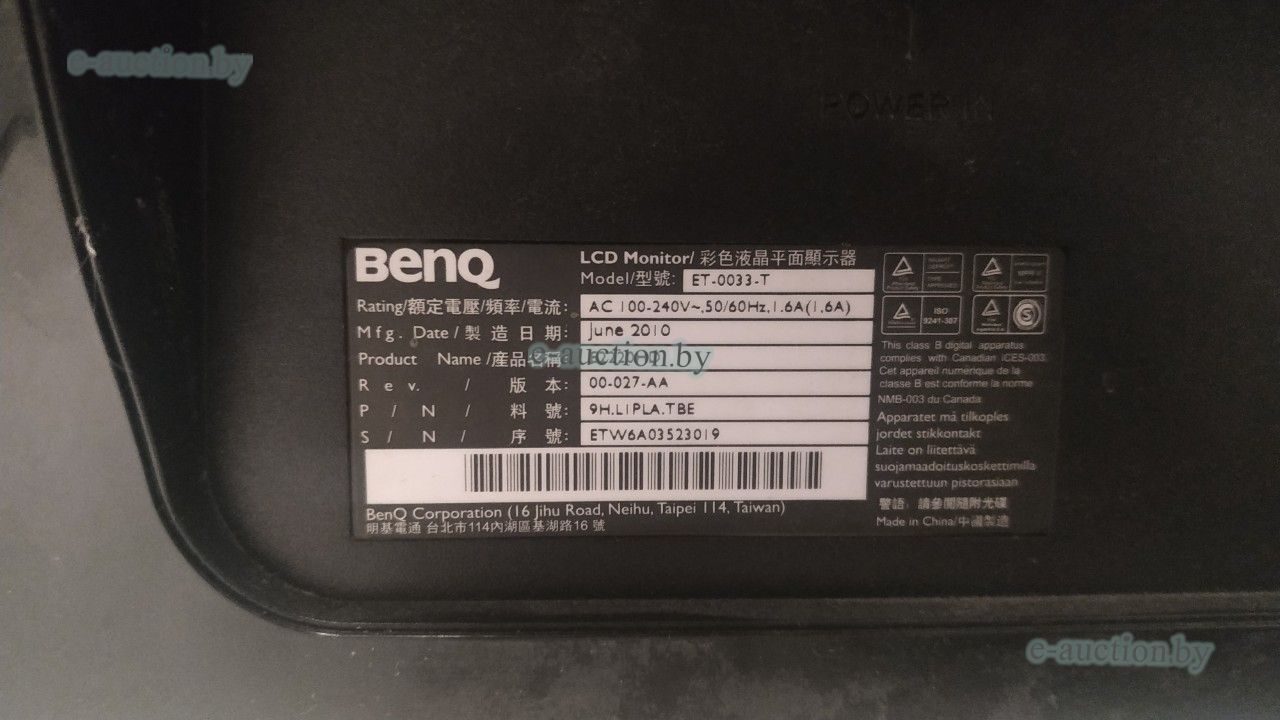 e-auction.by
POWER IN
BenQ
LCD Monitor/ 彩色液晶平面顯示器
Model/型號: ET-0033-T
Rating/額定電壓/頻率/電流: AC 100-240V~,50/60Hz,1.6A(1.6A)
Mfg. Date / 製 造 日 期: June 2010
Product Name /產品名稱
e-auction.by
Rev. / 版 本: 00-027-AA
P / N / 料 號: 9H.L1PLA.TBE
S / N / 序 號: ETW6A03523019
BenQ Corporation (16 Jihu Road, Neihu, Taipei 114, Taiwan)
明基電通 台北市114內湖區基湖路16 號
ISO
9241-307
This class B digital apparatus
complies with Canadian ICES-003
Cet appareil numérique de la
classe B est conforme la norme
NMB-003 du Canada
Apparatet må tilkoples
jordet stikkontakt
Laite on liitettävä
suojamaadoituskoskettimilla
varustettuun pistorasiaan
警語: 請參閱隨附光碟
Made in China/中國製造
e-auction.by